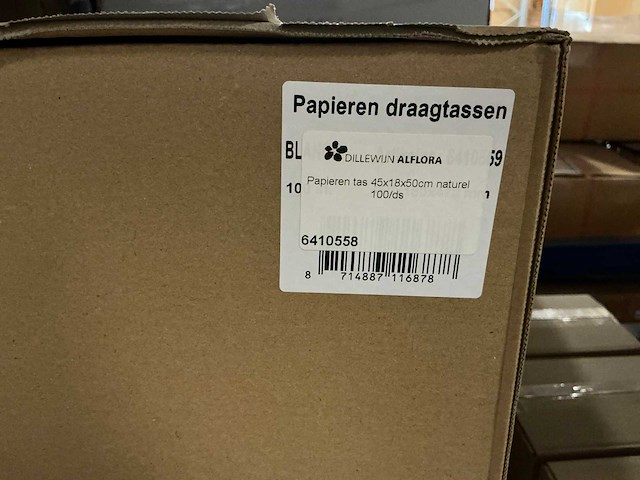 Papieren draagtassen
DILLEWIJN ALFLORA
Papieren tas 45x18x50cm naturel
100/ds
6410558
8 714887 116878